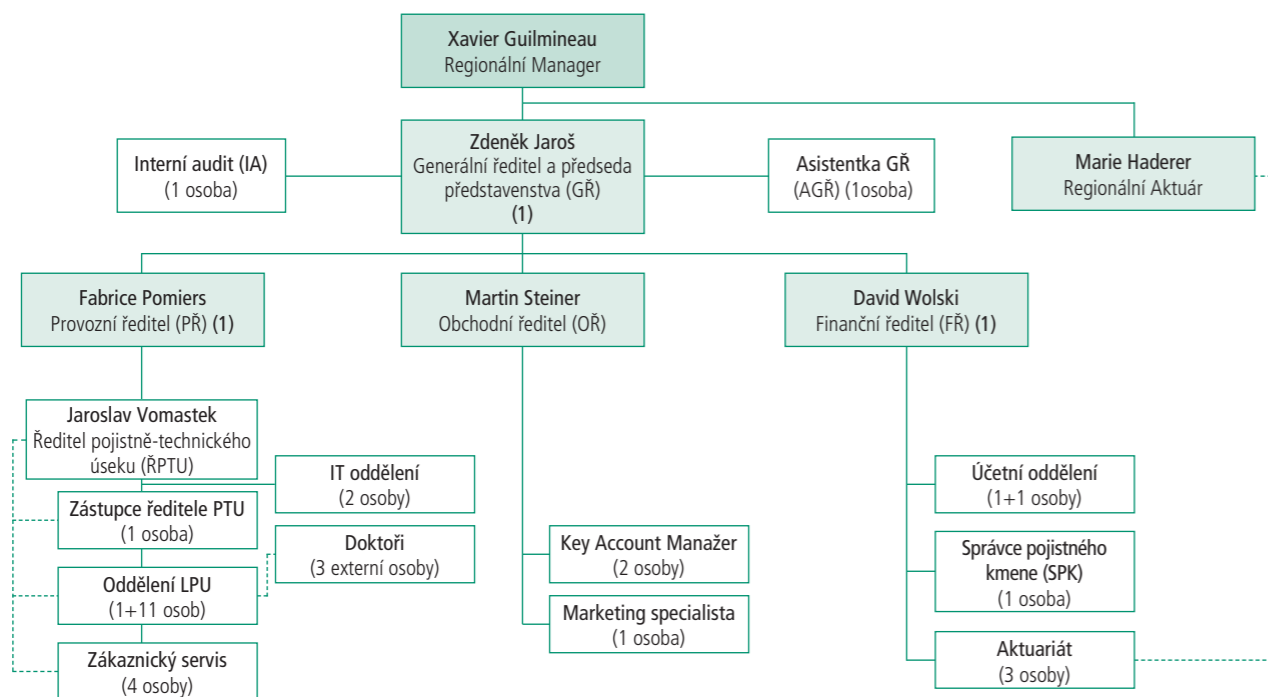 Xavier Guilmineau
Regionální Manager
Interní audit (IA)
(1 osoba)
Zdeněk Jaroš
Generální ředitel a předseda
představenstva (GŘ)
(1)
Asistentka GŘ
(AGŘ) (1osoba)
Marie Haderer
Regionální Aktuár
Fabrice Pomiers
Provozní ředitel (PŘ) (1)
Martin Steiner
Obchodní ředitel (OŘ)
David Wolski
Finanční ředitel (FŘ) (1)
Jaroslav Vomastek
Ředitel pojistně-technického
úseku (ŘPTU)
IT oddělení
(2 osoby)
Zástupce ředitele PTU
(1 osoba)
Doktoři
(3 externí osoby)
Oddělení LPU
(1+11 osob)
Zákaznický servis
(4 osoby)
Key Account Manažer
(2 osoby)
Marketing specialista
(1 osoba)
Účetní oddělení
(1+1 osoby)
Správce pojistného
kmene (SPK)
(1 osoba)
Aktuariát
(3 osoby)